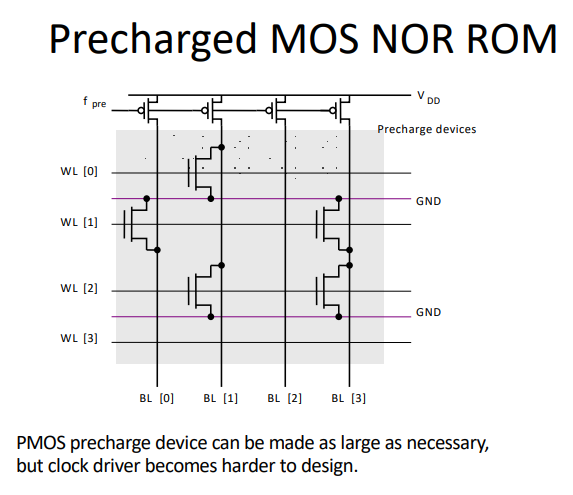 Precharged MOS NOR ROM
f pre
V DD
Precharge devices
WL [0]
GND
WL [1]
WL [2]
GND
WL [3]
BL [0] BL [1] BL [2] BL [3]
PMOS precharge device can be made as large as necessary,
but clock driver becomes harder to design.